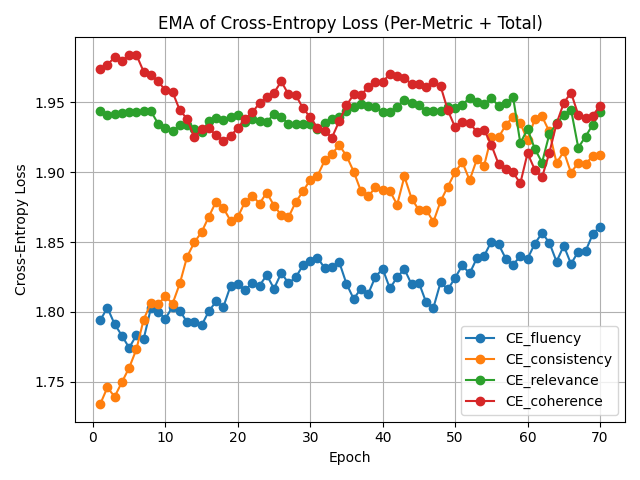 EMA of Cross-Entropy Loss (Per-Metric + Total)
Cross-Entropy Loss
1.95
1.90
1.85
1.80
1.75
0 10 20 30 40 50 60 70
Epoch
CE_fluency
CE_consistency
CE_relevance
CE_coherence